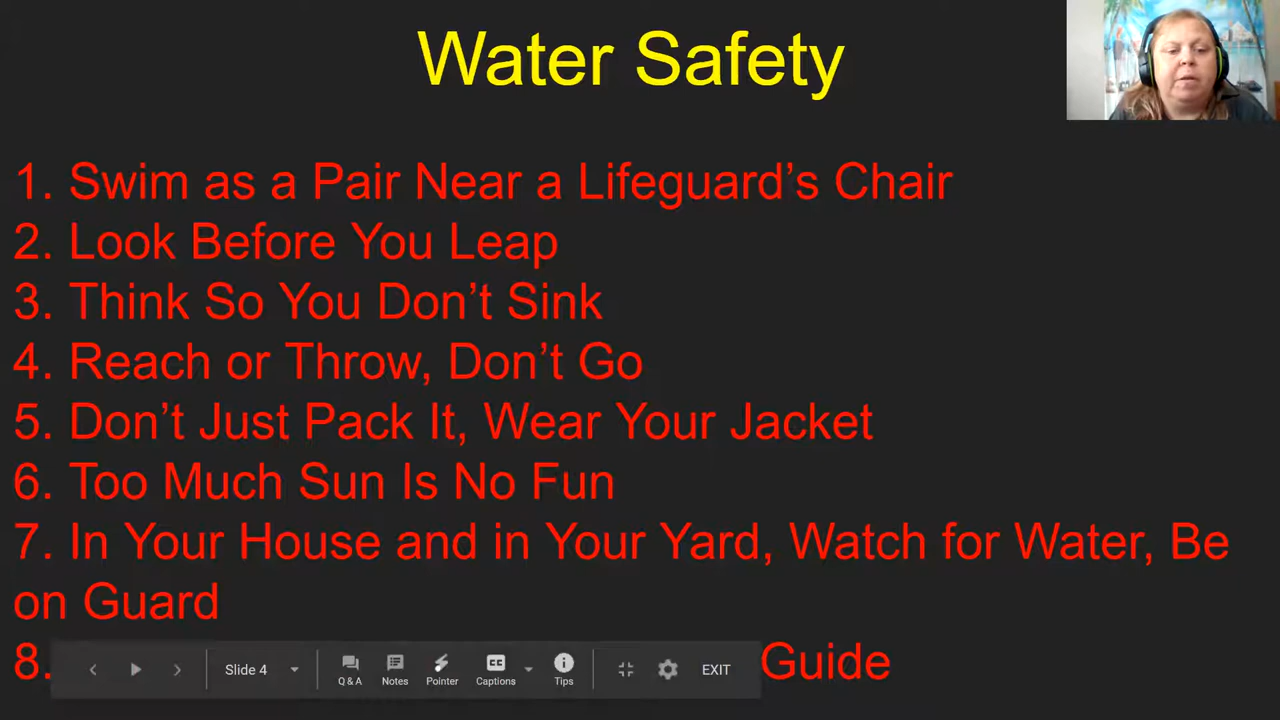 Water Safety
1. Swim as a Pair Near a Lifeguard’s Chair
2. Look Before You Leap
3. Think So You Don’t Sink
4. Reach or Throw, Don’t Go
5. Don’t Just Pack It, Wear Your Jacket
6. Too Much Sun Is No Fun
7. In Your House and in Your Yard, Watch for Water, Be
on Guard
8. Guide
Slide 4 Q & A Notes Pointer CC Captions Tips EXIT